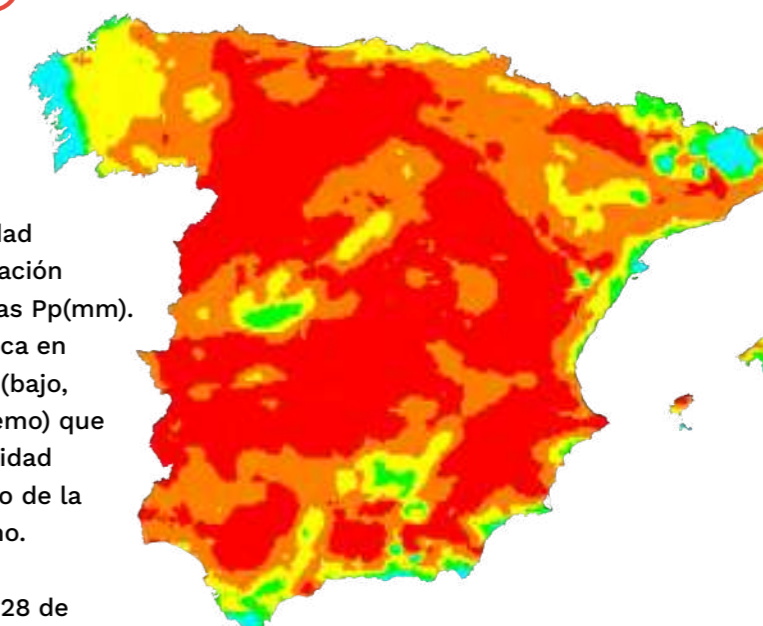 dad
ación
as Pp(mm).
ca en
(bajo,
emo) que
idad
o de la
no.
28 de